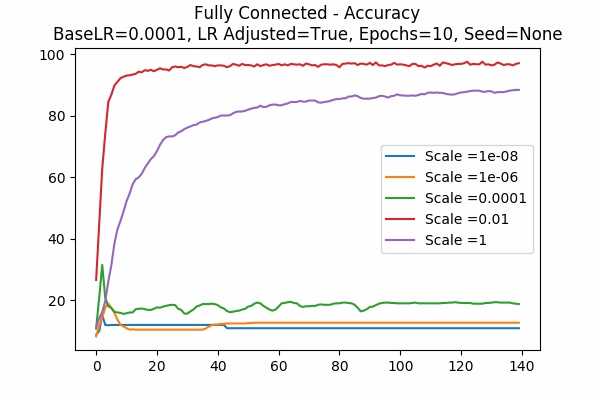 Fully Connected - Accuracy
BaseLR=0.0001, LR Adjusted=True, Epochs=10, Seed=None
100
80
60
40
20
Scale =1e-08
Scale =1e-06
Scale =0.0001
Scale =0.01
Scale =1
0 20 40 60 80 100 120 140